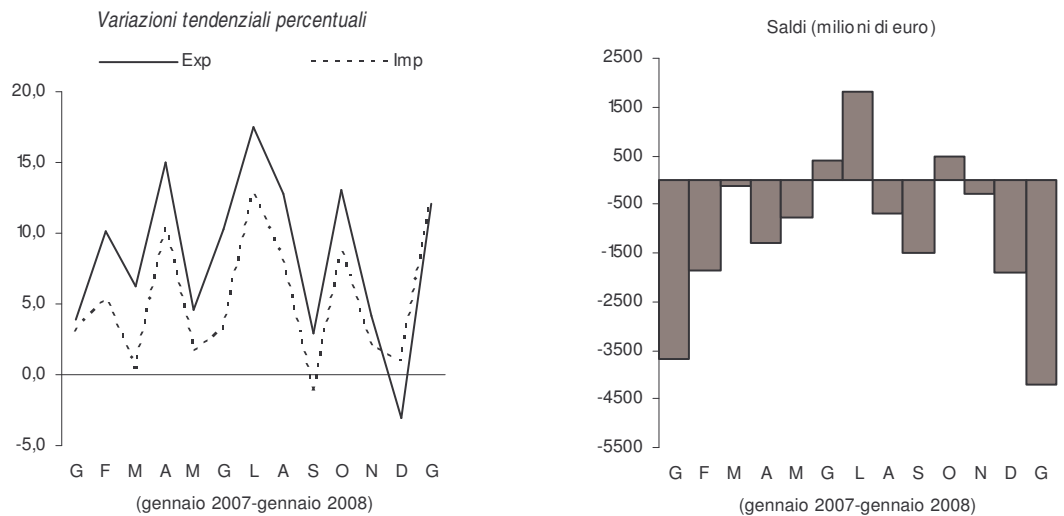 Variazioni tendenziali percentuali
Exp Imp
20,0
15,0
10,0
5,0
0,0
-5,0
G F M A M G L A S O N D G
(gennaio 2007-gennaio 2008)
Saldi (milioni di euro)
2500
1500
500
-500
-1500
-2500
-3500
-4500
-5500
G F M A M G L A S O N D G
(gennaio 2007-gennaio 2008)